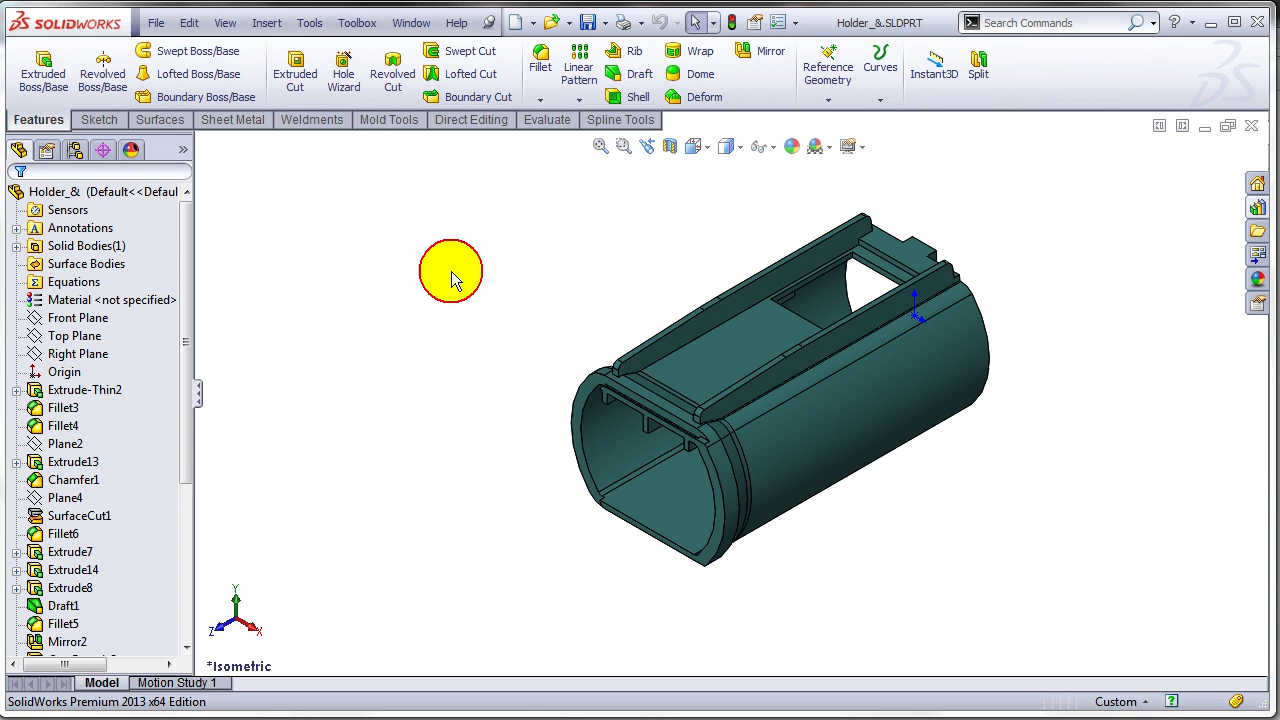 SOLIDWORKS File Edit View Insert Tools Toolbox Window Help Holder_&.SLDPRT Search Commands
Extruded Boss/Base
Revolved Boss/Base
Swept Boss/Base
Lofted Boss/Base
Boundary Boss/Base
Extruded Cut
Hole Wizard
Revolved Cut
Swept Cut
Lofted Cut
Boundary Cut
Fillet
Linear Pattern
Rib
Draft
Shell
Wrap
Dome
Deform
Mirror
Reference Geometry
Curves
Instant3D
Split
Features Sketch Surfaces Sheet Metal Weldments Mold Tools Direct Editing Evaluate Spline Tools
Holder_& (Default<<Defaul
Sensors
Annotations
Solid Bodies(1)
Surface Bodies
Equations
Material <not specified>
Front Plane
Top Plane
Right Plane
Origin
Extrude-Thin2
Fillet3
Fillet4
Plane2
Extrude13
Chamfer1
Plane4
SurfaceCut1
Fillet6
Extrude7
Extrude14
Extrude8
Draft1
Fillet5
Mirror2
Y
Z
X
*Isometric
Model Motion Study 1
SolidWorks Premium 2013 x64 Edition
Custom